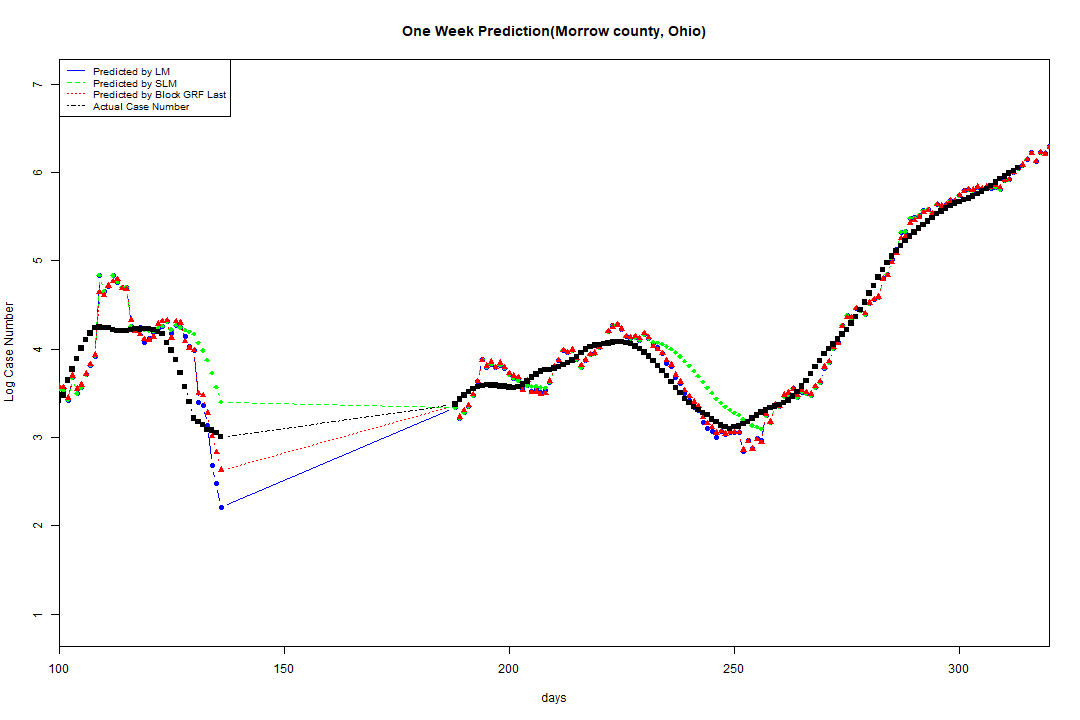 One Week Prediction(Morrow county, Ohio)
Predicted by LM
Predicted by SLM
Predicted by Block GRF Last
Actual Case Number
7
6
5
4
3
2
1
Log Case Number
100 150 200 250 300
days